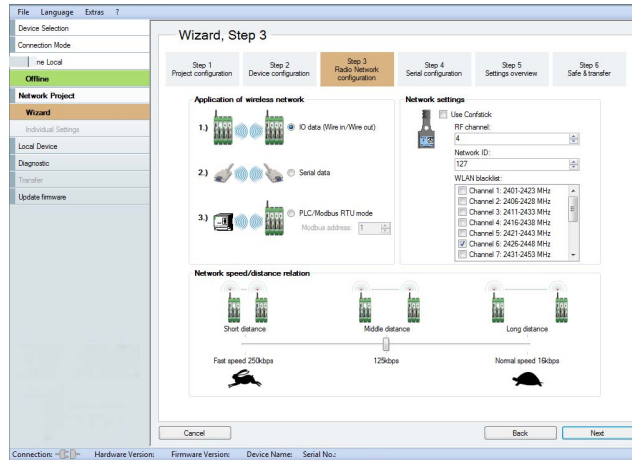 File Language Extras ?
Device Selection
Connection Mode
ne Local
Offline
Network Project
Wizard
Individual Settings
Local Device
Diagnostic
Transfer
Update firmware
Wizard, Step 3
Step 1
Project configuration
Step 2
Device configuration
Step 3
Radio Network
configuration
Step 4
Serial configuration
Step 5
Settings overview
Step 6
Safe & transfer
Application of wireless network
1.) IO data (Wire in/Wire out)
2.) Serial data
3.) PLC/Modbus RTU mode
Modbus address: 1
Network settings
Use Confstick
RF channel:
4
Network ID:
127
WLAN blacklist:
Channel 1: 2401-2423 MHz
Channel 2: 2406-2428 MHz
Channel 3: 2411-2433 MHz
Channel 4: 2416-2438 MHz
Channel 5: 2421-2443 MHz
Channel 6: 2426-2448 MHz
Channel 7: 2431-2453 MHz
Network speed/distance relation
Short distance Middle distance Long distance
Fast speed 250kbps 125kbps Normal speed 16kbps
Cancel Back Next
Connection: Hardware Version: Firmware Version: Device Name: Serial No.: